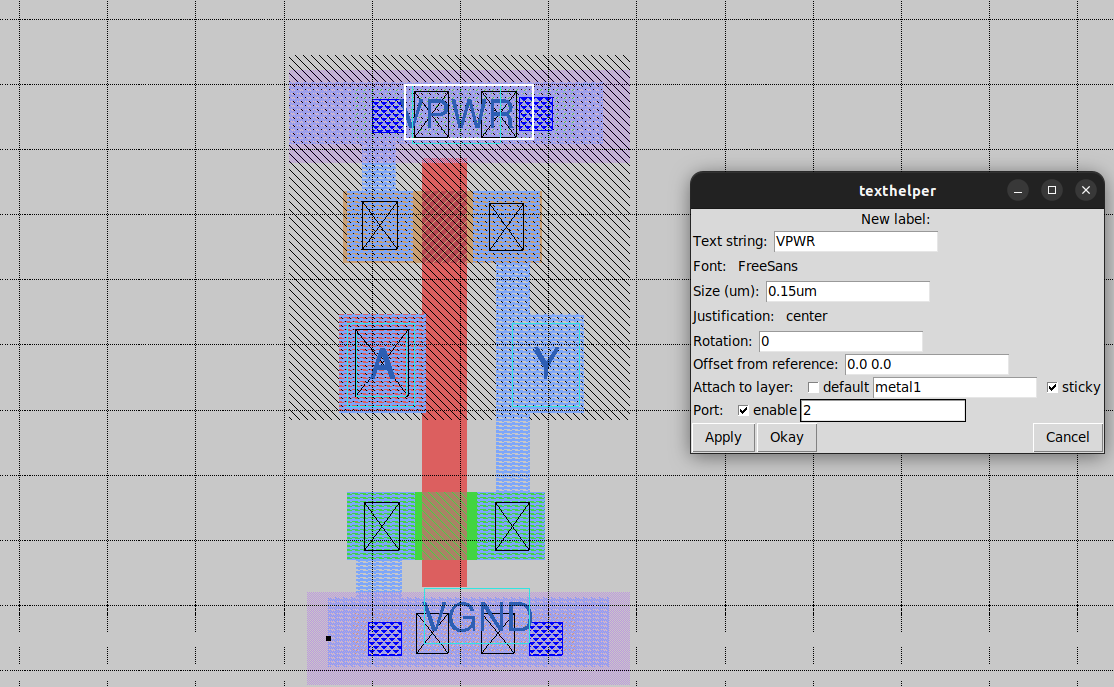 VPWR
A
Y
VGND
texthelper
New label:
Text string: VPWR
Font: FreeSans
Size (um): 0.15um
Justification: center
Rotation: 0
Offset from reference: 0.0 0.0
Attach to layer: default metal1 sticky
Port: enable 2
Apply Okay Cancel